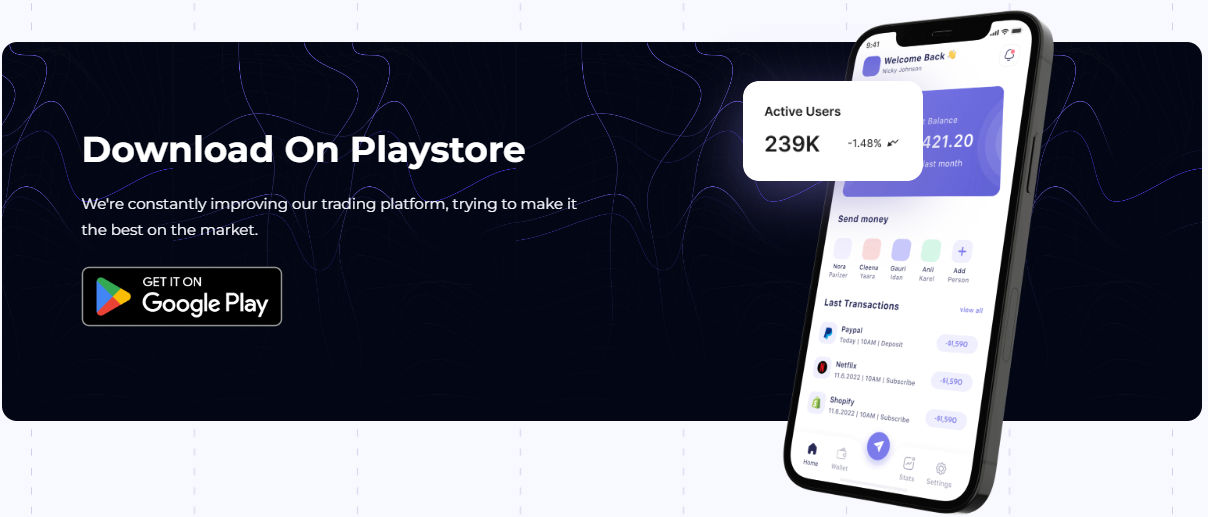 Download On Playstore
We're constantly improving our trading platform, trying to make it
the best on the market.
GET IT ON
Google Play
9:41
Welcome Back 👋
Nicky Johnson
Active Users
239K -1.48%
Balance
421.20
last month
Send money
Nora Cleena Gauri Anil Add
Parizer Yaara Idan Karel Person
Last Transactions view all
Paypal
Today | 10AM | Deposit -$1,590
Netflix
11.6.2022 | 10AM | Subscribe -$1,590
Shopify
11.6.2022 | 10AM | Subscribe -$1,590
Home Wallet Stats Settings